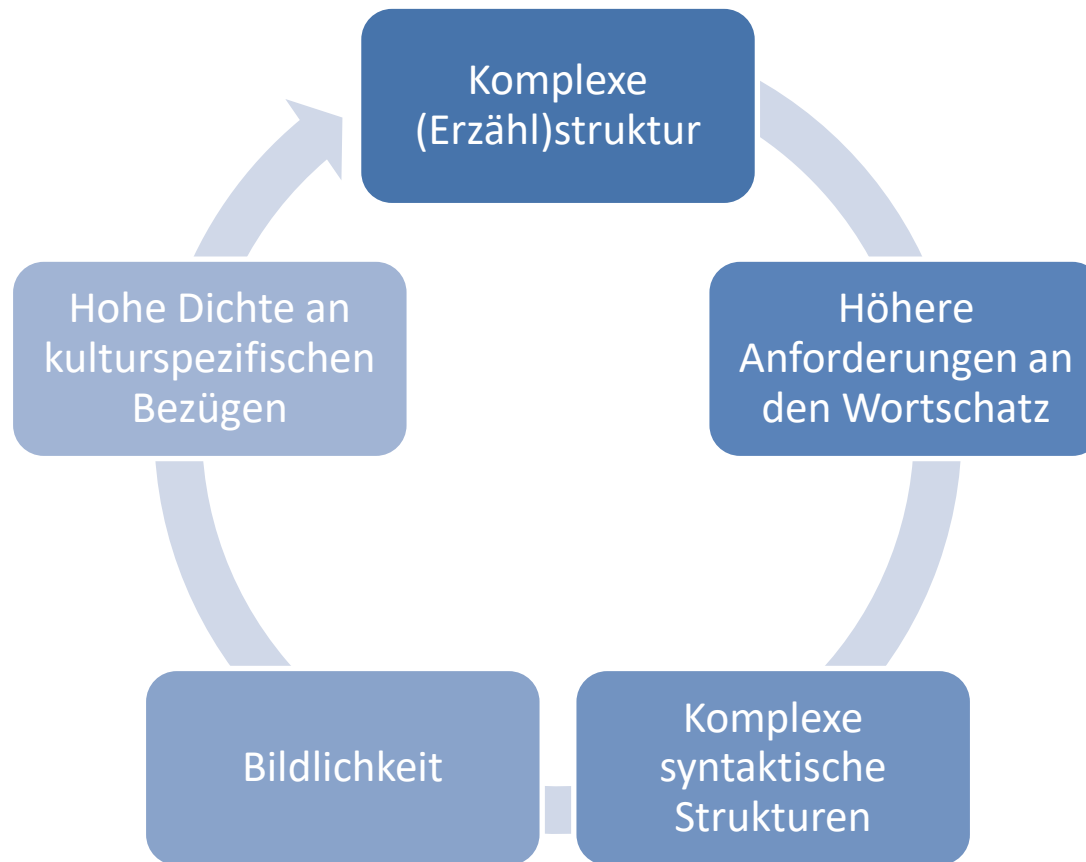 Komplexe
(Erzähl)struktur
Höhere
Anforderungen an
den Wortschatz
Komplexe
syntaktische
Strukturen
Bildlichkeit
Hohe Dichte an
kulturspezifischen
Bezügen